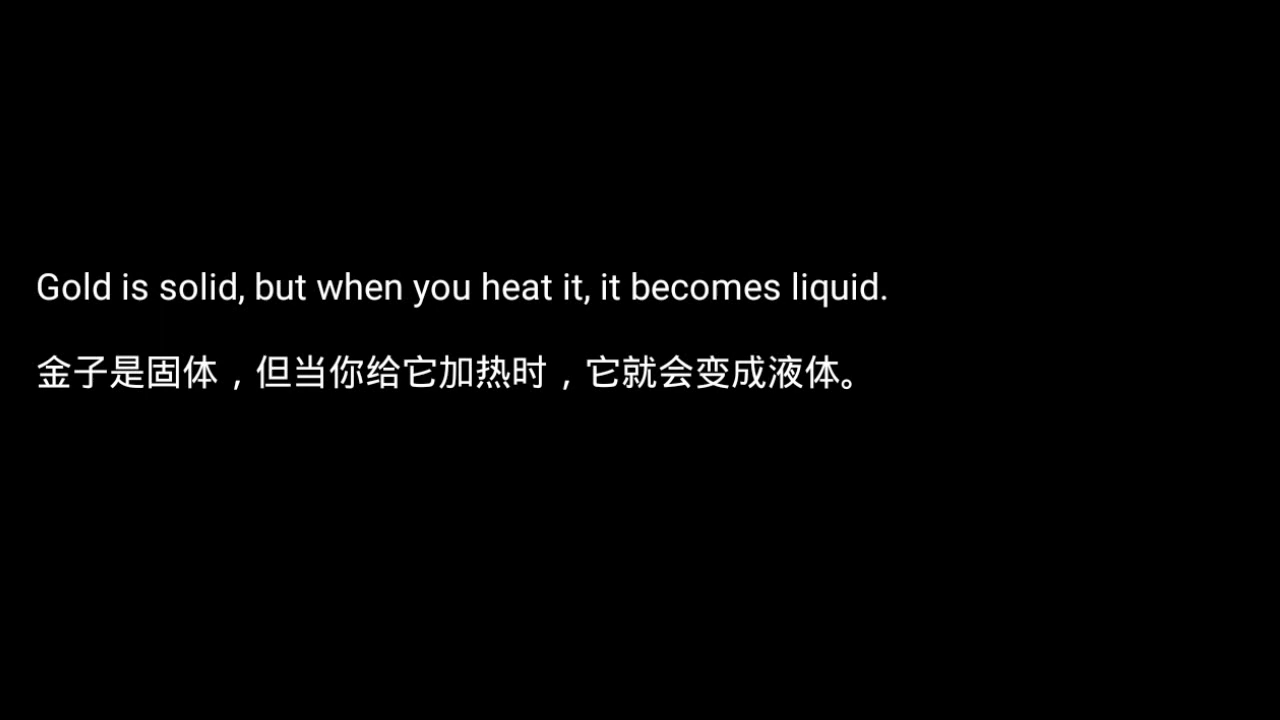 Gold is solid, but when you heat it, it becomes liquid.
金子是固体，但当你给它加热时，它就会变成液体。